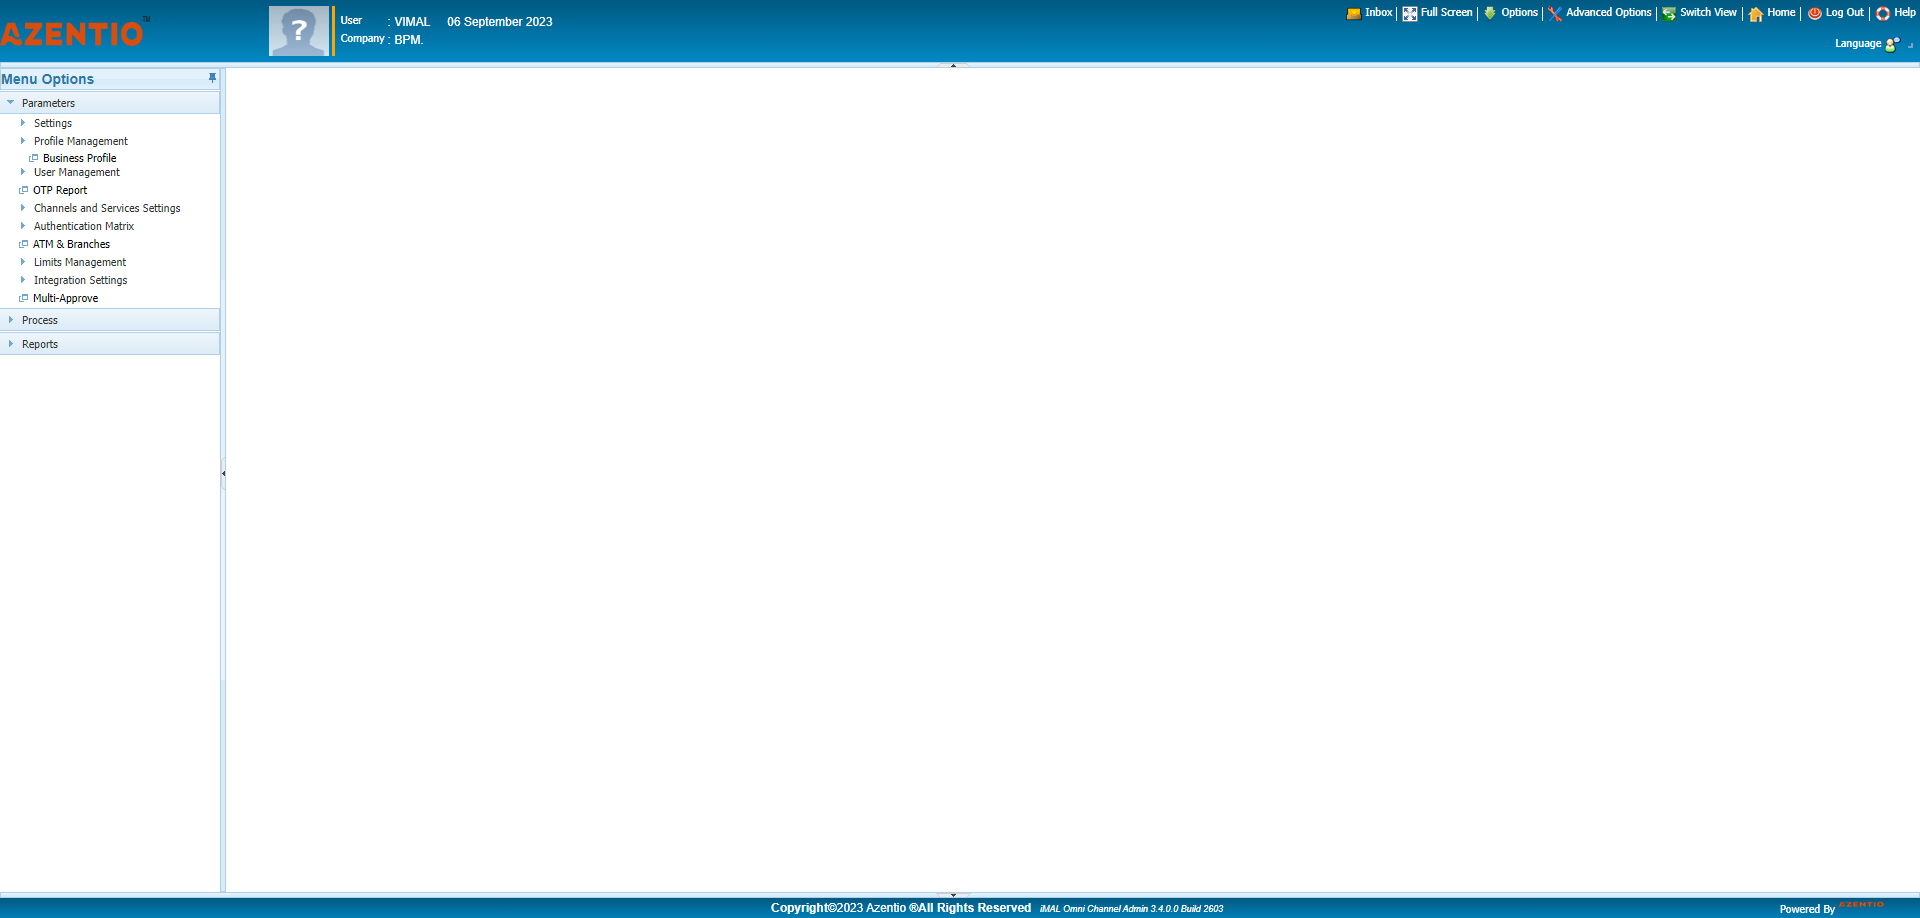 AZENTIO™
User : VIMAL 06 September 2023
Company : BPM.
Inbox Full Screen Options Advanced Options Switch View Home Log Out Help
Language
Menu Options
Parameters
Settings
Profile Management
Business Profile
User Management
OTP Report
Channels and Services Settings
Authentication Matrix
ATM & Branches
Limits Management
Integration Settings
Multi-Approve
Process
Reports
Copyright©2023 Azentio ®All Rights Reserved iMAL Omni Channel Admin 3.4.0.0 Build 2603
Powered By AZENTIO